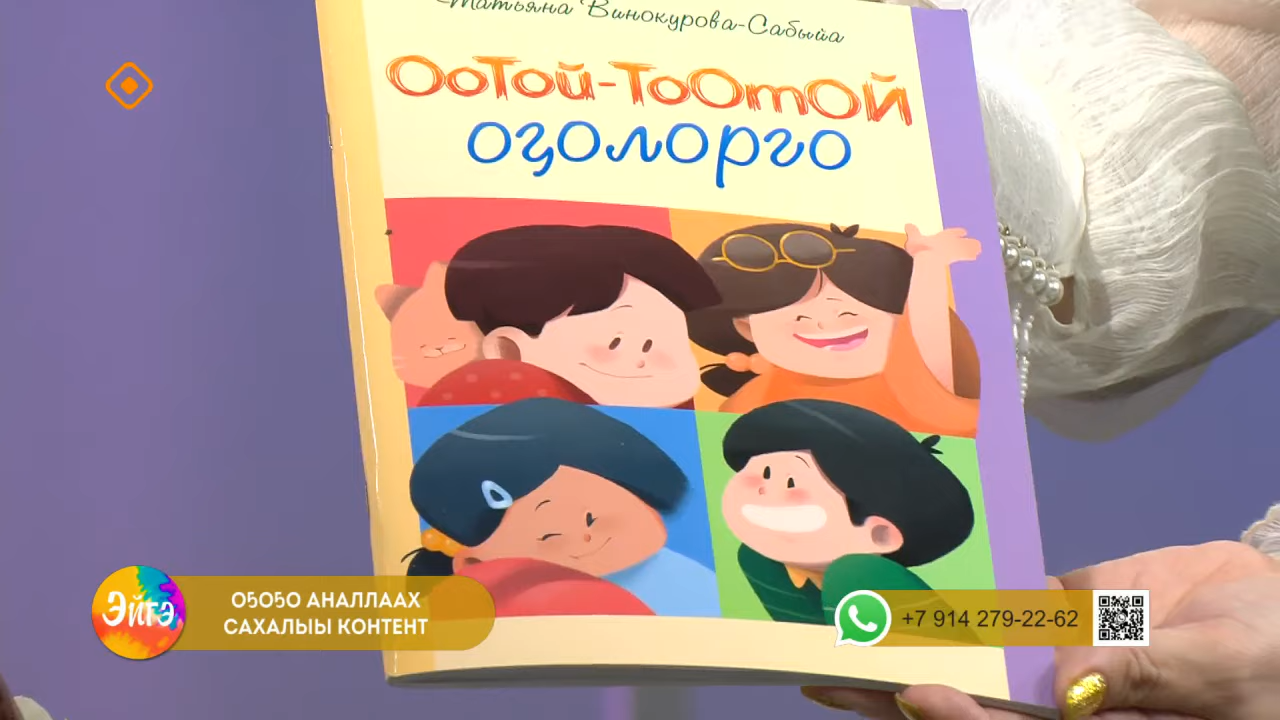 Татьяна Винокурова-Сабыйа
ОоТой-ТоОтОЙ
оҕолорго
Эйгэ
ОҔОҔО АНАЛЛААХ
САХАЛЫЫ КОНТЕНТ
+7 914 279-22-62